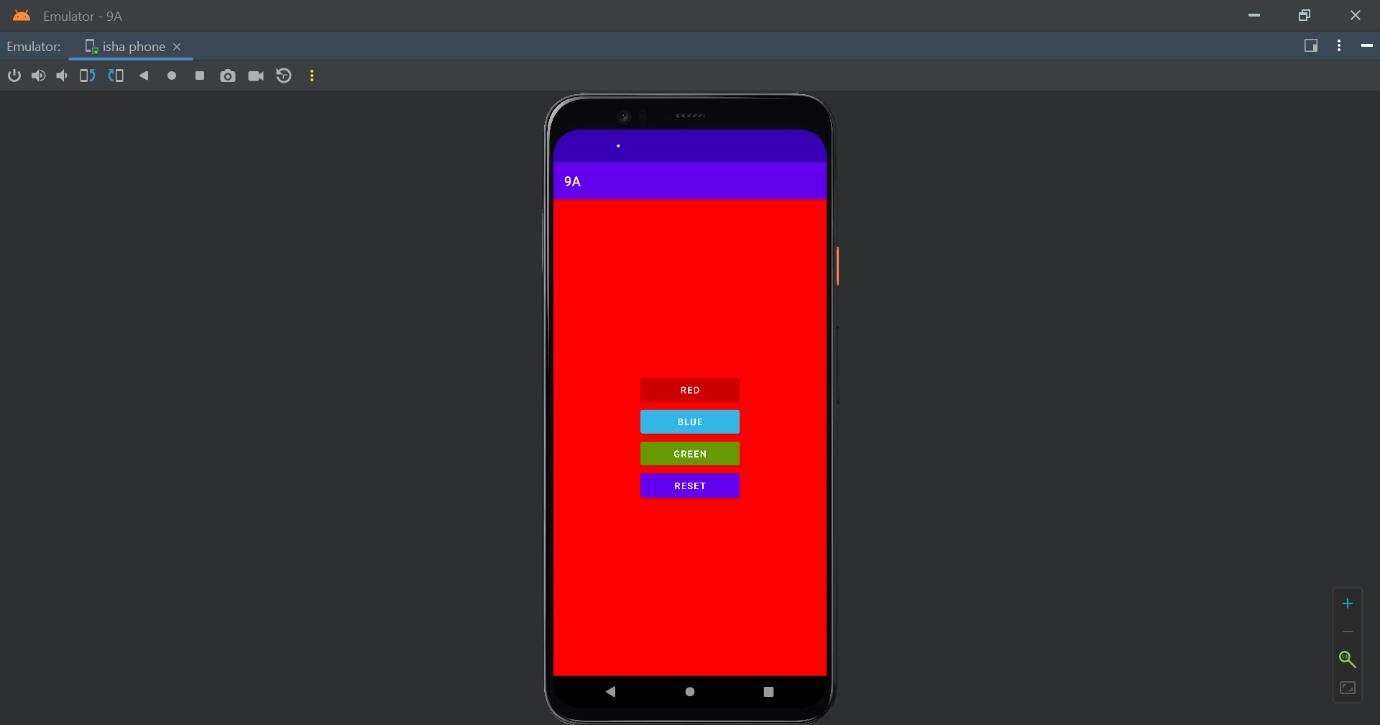 Emulator - 9A
Emulator:
isha phone
9A
RED
BLUE
GREEN
RESET